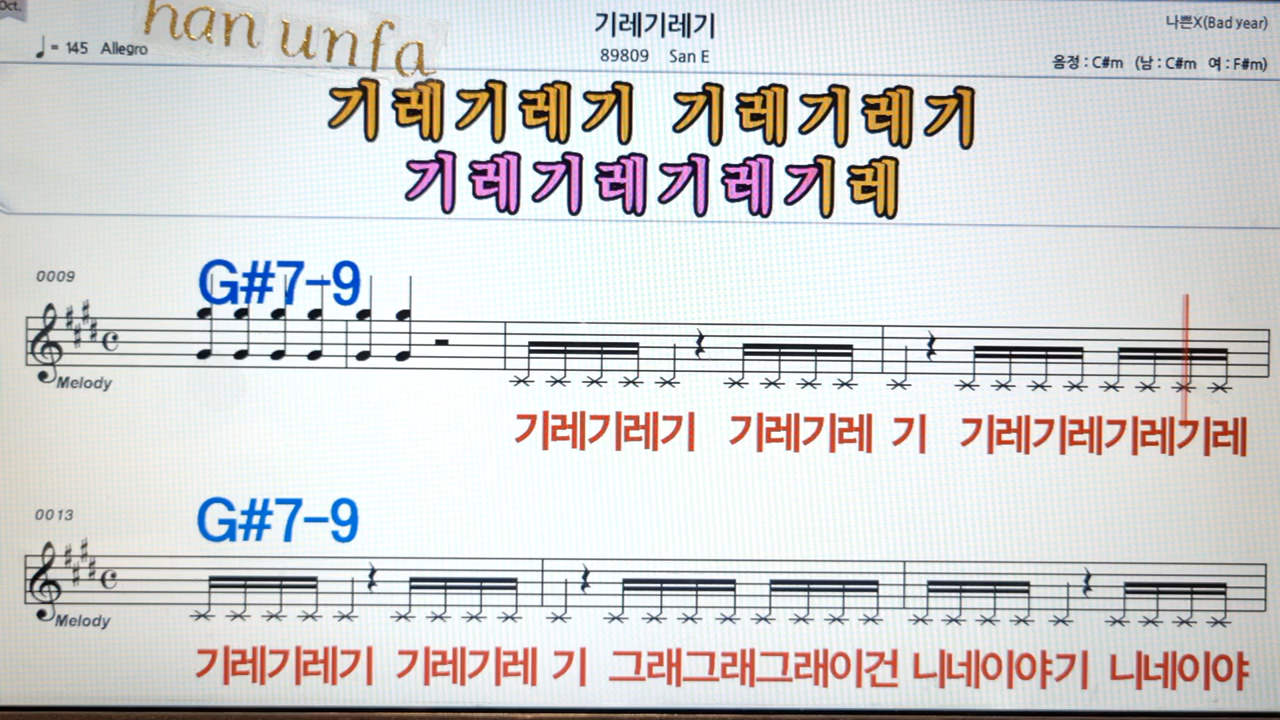 Oct.
han unfa
기레기레기
나쁜X(Bad year)
♩= 145 Allegro
89809 San E
음정 : C#m (남 : C#m 여 : F#m)
기레기레기 기레기레기
기레기레기레기레
0009
G#7-9
Melody
기레기레기 기레기레 기 기레기레기레기레
0013
G#7-9
Melody
기레기레기 기레기레 기 그래그래그래이건 니네이야기 니네이야